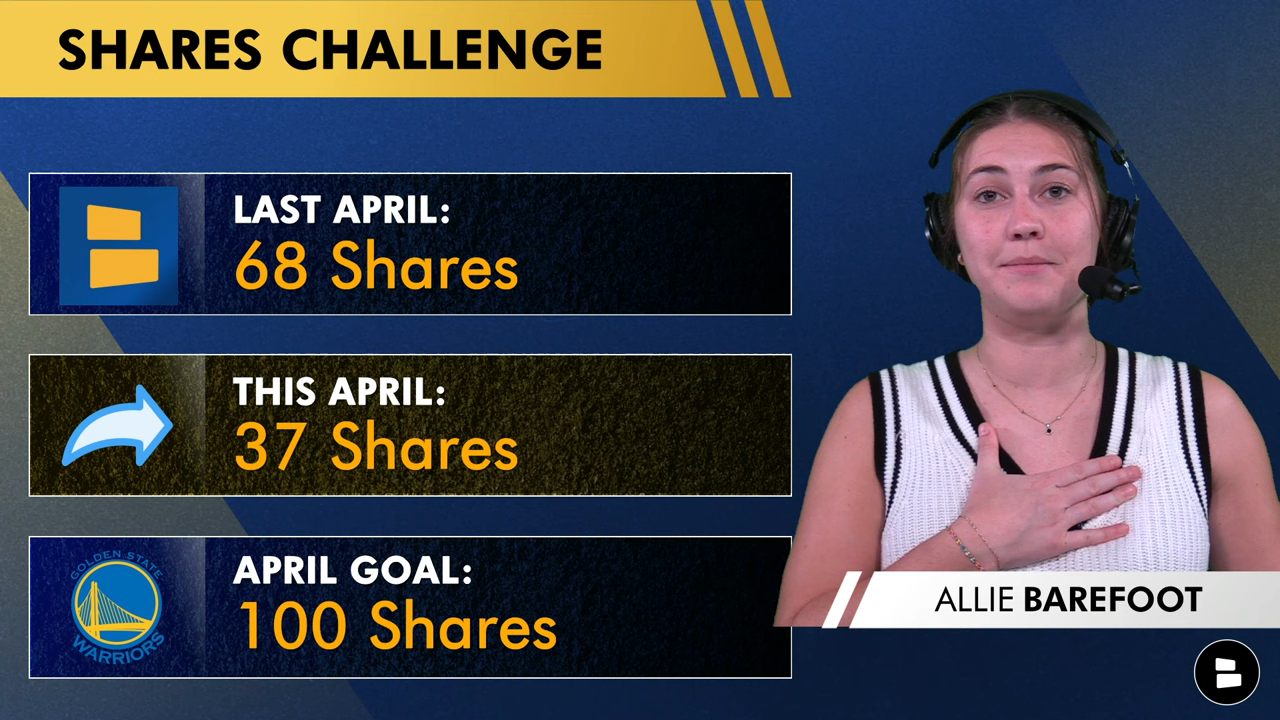 SHARES CHALLENGE
LAST APRIL:
68 Shares
THIS APRIL:
37 Shares
GOLDEN STATE
WARRIORS
APRIL GOAL:
100 Shares
ALLIE BAREFOOT